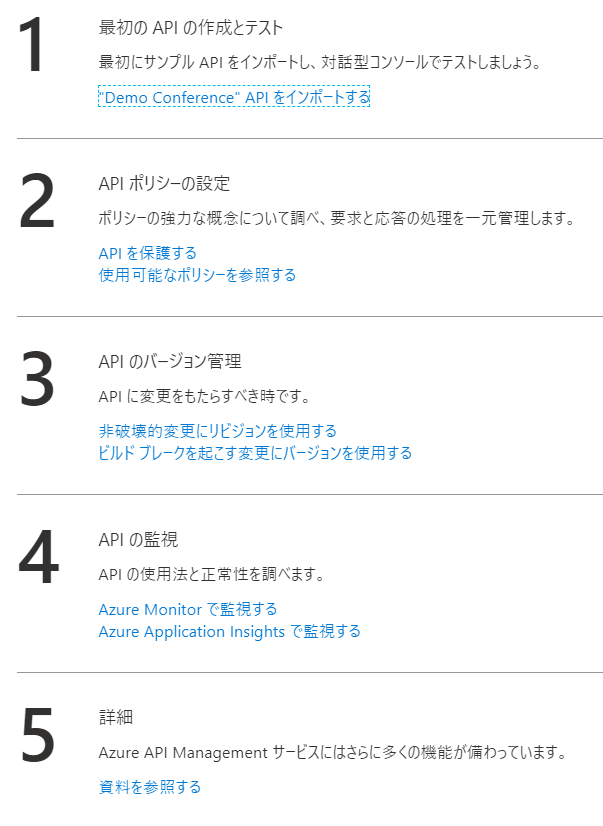 1
最初の API の作成とテスト
最初にサンプル API をインポートし、対話型コンソールでテストしましょう。
"Demo Conference" API をインポートする
2
API ポリシーの設定
ポリシーの強力な概念について調べ、要求と応答の処理を一元管理します。
API を保護する
使用可能なポリシーを参照する
3
API のバージョン管理
API に変更をもたらすべき時です。
非破壊的変更にリビジョンを使用する
ビルド ブレークを起こす変更にバージョンを使用する
4
API の監視
API の使用法と正常性を調べます。
Azure Monitor で監視する
Azure Application Insights で監視する
5
詳細
Azure API Management サービスにはさらに多くの機能が備わっています。
資料を参照する